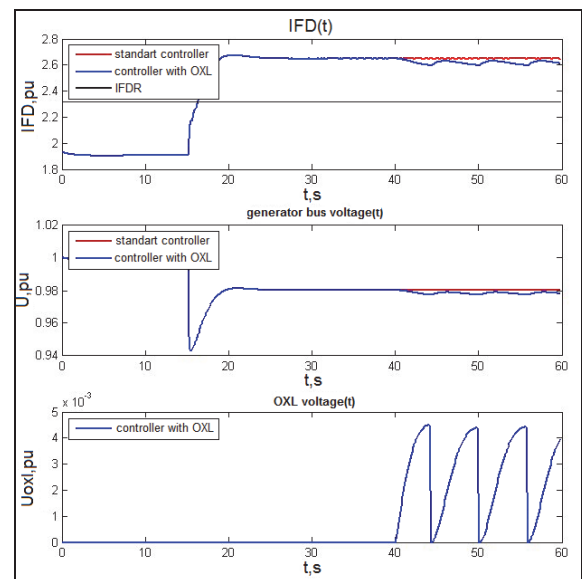 IFD(t)
IFD,pu
2.8
2.6
2.4
2.2
2
1.8
standart controller
controller with OXL
IFDR
0 10 20 30 40 50 60
t,s
generator bus voltage(t)
U,pu
1.02
1
0.98
0.96
0.94
standart controller
controller with OXL
0 10 20 30 40 50 60
t,s
OXL voltage(t)
x 10⁻³
Uoxl,pu
5
4
3
2
1
0
controller with OXL
0 10 20 30 40 50 60
t,s